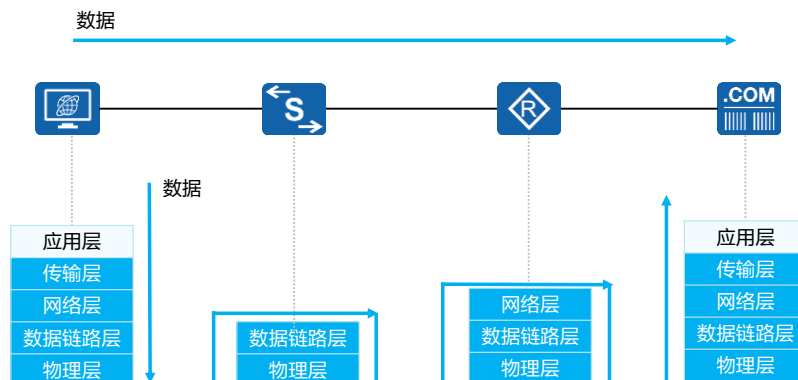 数据
S
R
.COM
数据
应用层
传输层
网络层
数据链路层
物理层
数据链路层
物理层
网络层
数据链路层
物理层
应用层
传输层
网络层
数据链路层
物理层